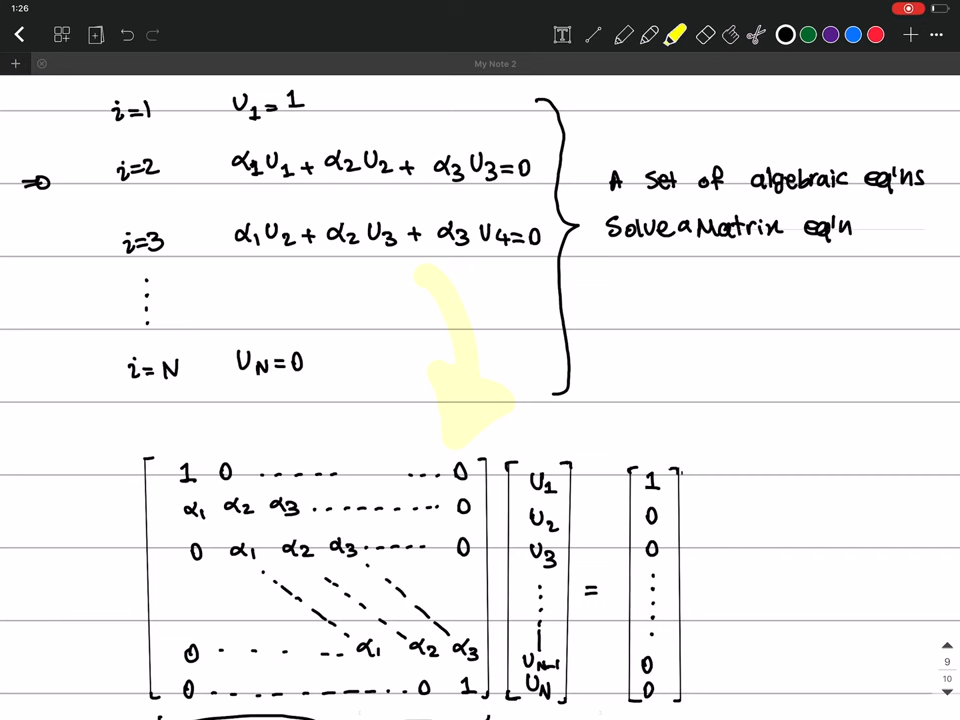 1:26
My Note 2
i=1 U₁ = 1
⇒ i=2 α₁U₁ + α₂U₂ + α₃U₃=0
i=3 α₁U₂ + α₂U₃ + α₃U₄=0
i=N U_N=0
A set of algebraic eq'ns
Solve a Matrix eq'n
1 0 ..... ... 0 U₁ 1
α₁ α₂ α₃ ......... 0 U₂ 0
0 α₁ α₂ α₃ ..... 0 U₃ 0
=
0 . . . -- α₁ α₂ α₃ U_N-1 0
0 .......... 0 1 U_N 0
9
10